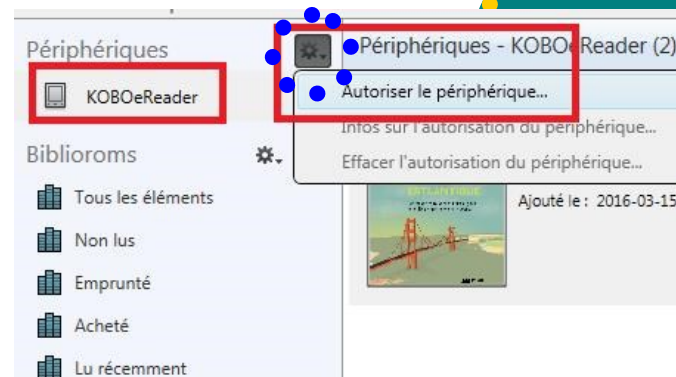 Périphériques
Périphériques - KOBOeReader (2)
KOBOeReader
Autoriser le périphérique...
Infos sur l'autorisation du périphérique...
Effacer l'autorisation du périphérique...
Biblioroms
Tous les éléments
Ajouté le : 2016-03-15
Non lus
Emprunté
Acheté
Lu récemment